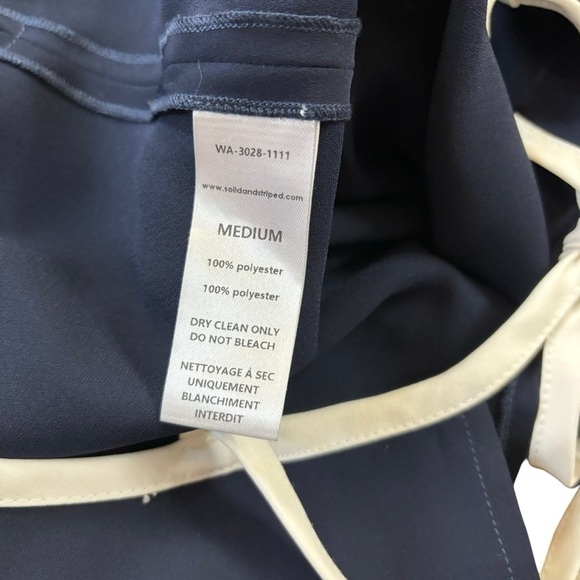 WA-3028-1111
www.soildandstriped.com
MEDIUM
100% polyester
100% polyester
DRY CLEAN ONLY
DO NOT BLEACH
NETTOYAGE À SEC
UNIQUEMENT
BLANCHIMENT
INTERDIT